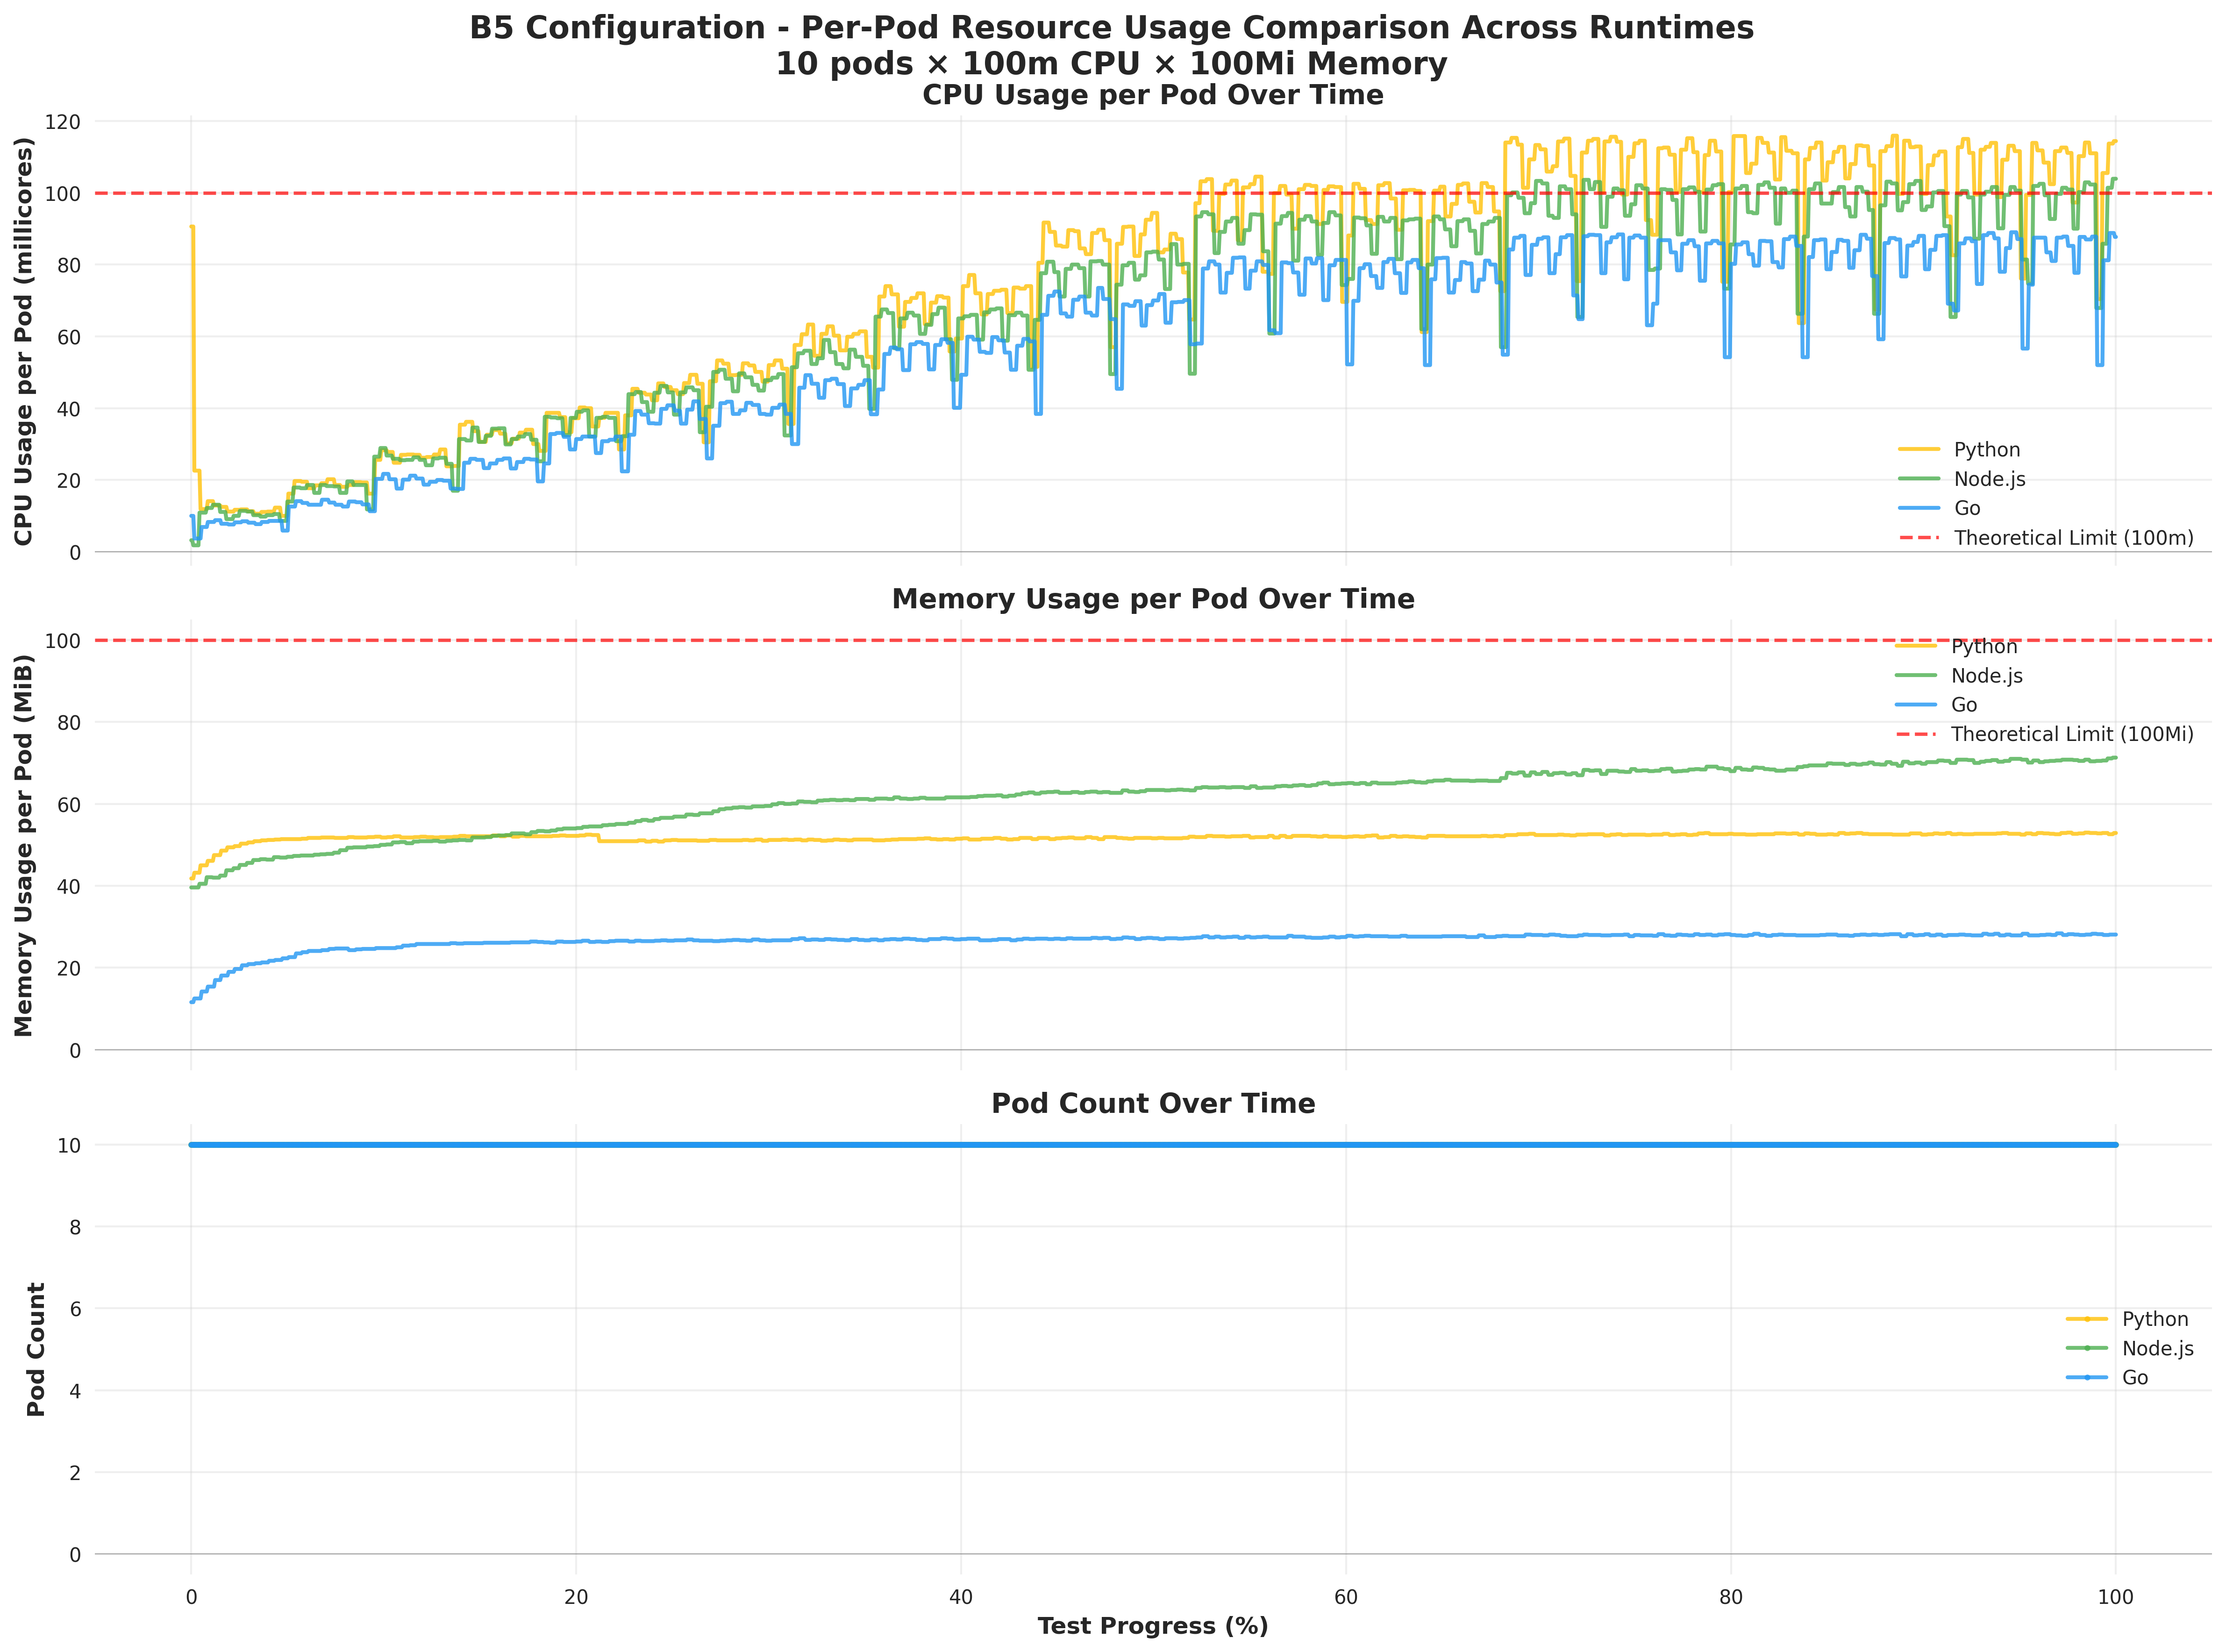 B5 Configuration - Per-Pod Resource Usage Comparison Across Runtimes
10 pods × 100m CPU × 100Mi Memory
CPU Usage per Pod Over Time
CPU Usage per Pod (millicores)
120
100
80
60
40
20
0
Python
Node.js
Go
Theoretical Limit (100m)
Memory Usage per Pod Over Time
Memory Usage per Pod (MiB)
100
80
60
40
20
0
Python
Node.js
Go
Theoretical Limit (100Mi)
Pod Count Over Time
Pod Count
10
8
6
4
2
0
Python
Node.js
Go
0
20
40
60
80
100
Test Progress (%)